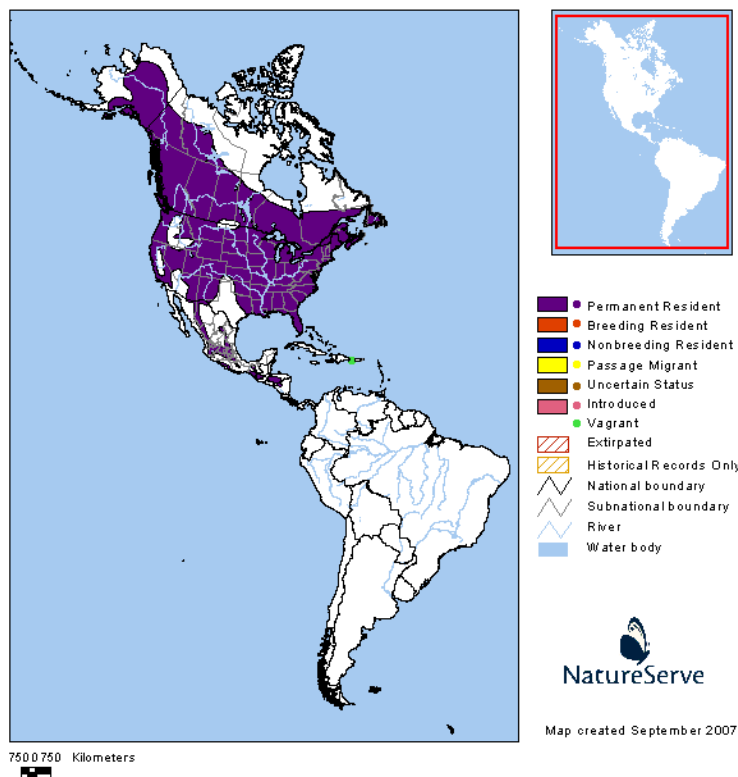 Permanent Resident
Breeding Resident
Nonbreeding Resident
Passage Migrant
Uncertain Status
Introduced
Vagrant
Extirpated
Historical Records Only
National boundary
Subnational boundary
River
Water body
NatureServe
Map created September 2007
750 0 750 Kilometers